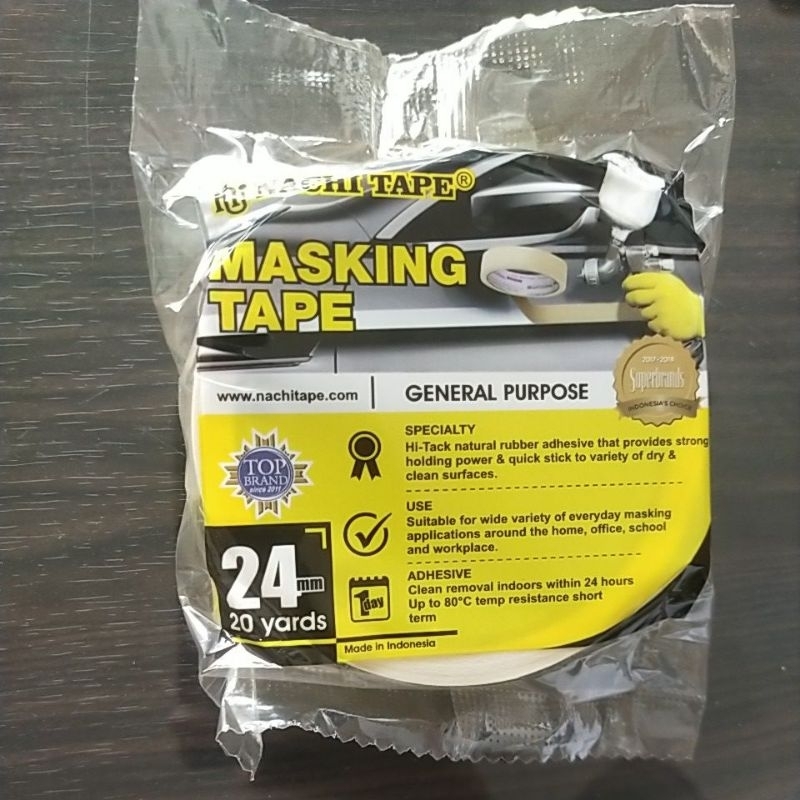 NACHI TAPE®
MASKING
TAPE
www.nachitape.com
GENERAL PURPOSE
2017-2018
Superbrands
INDONESIA'S CHOICE
TOP
BRAND
since 2011
SPECIALTY
Hi-Tack natural rubber adhesive that provides strong
holding power & quick stick to variety of dry &
clean surfaces.
USE
Suitable for wide variety of everyday masking
applications around the home, office, school
and workplace.
24mm
20 yards
1day
ADHESIVE
Clean removal indoors within 24 hours
Up to 80°C temp resistance short
term
Made in Indonesia